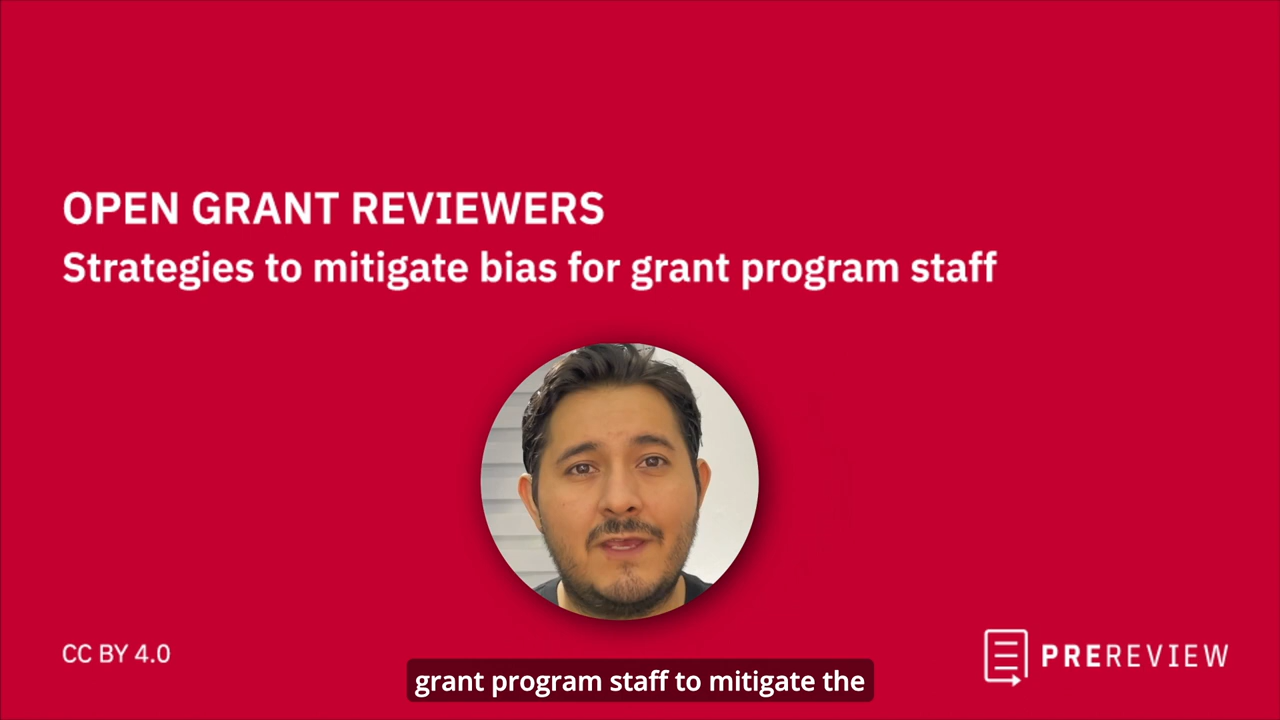 OPEN GRANT REVIEWERS
Strategies to mitigate bias for grant program staff
CC BY 4.0
PREREVIEW
grant program staff to mitigate the